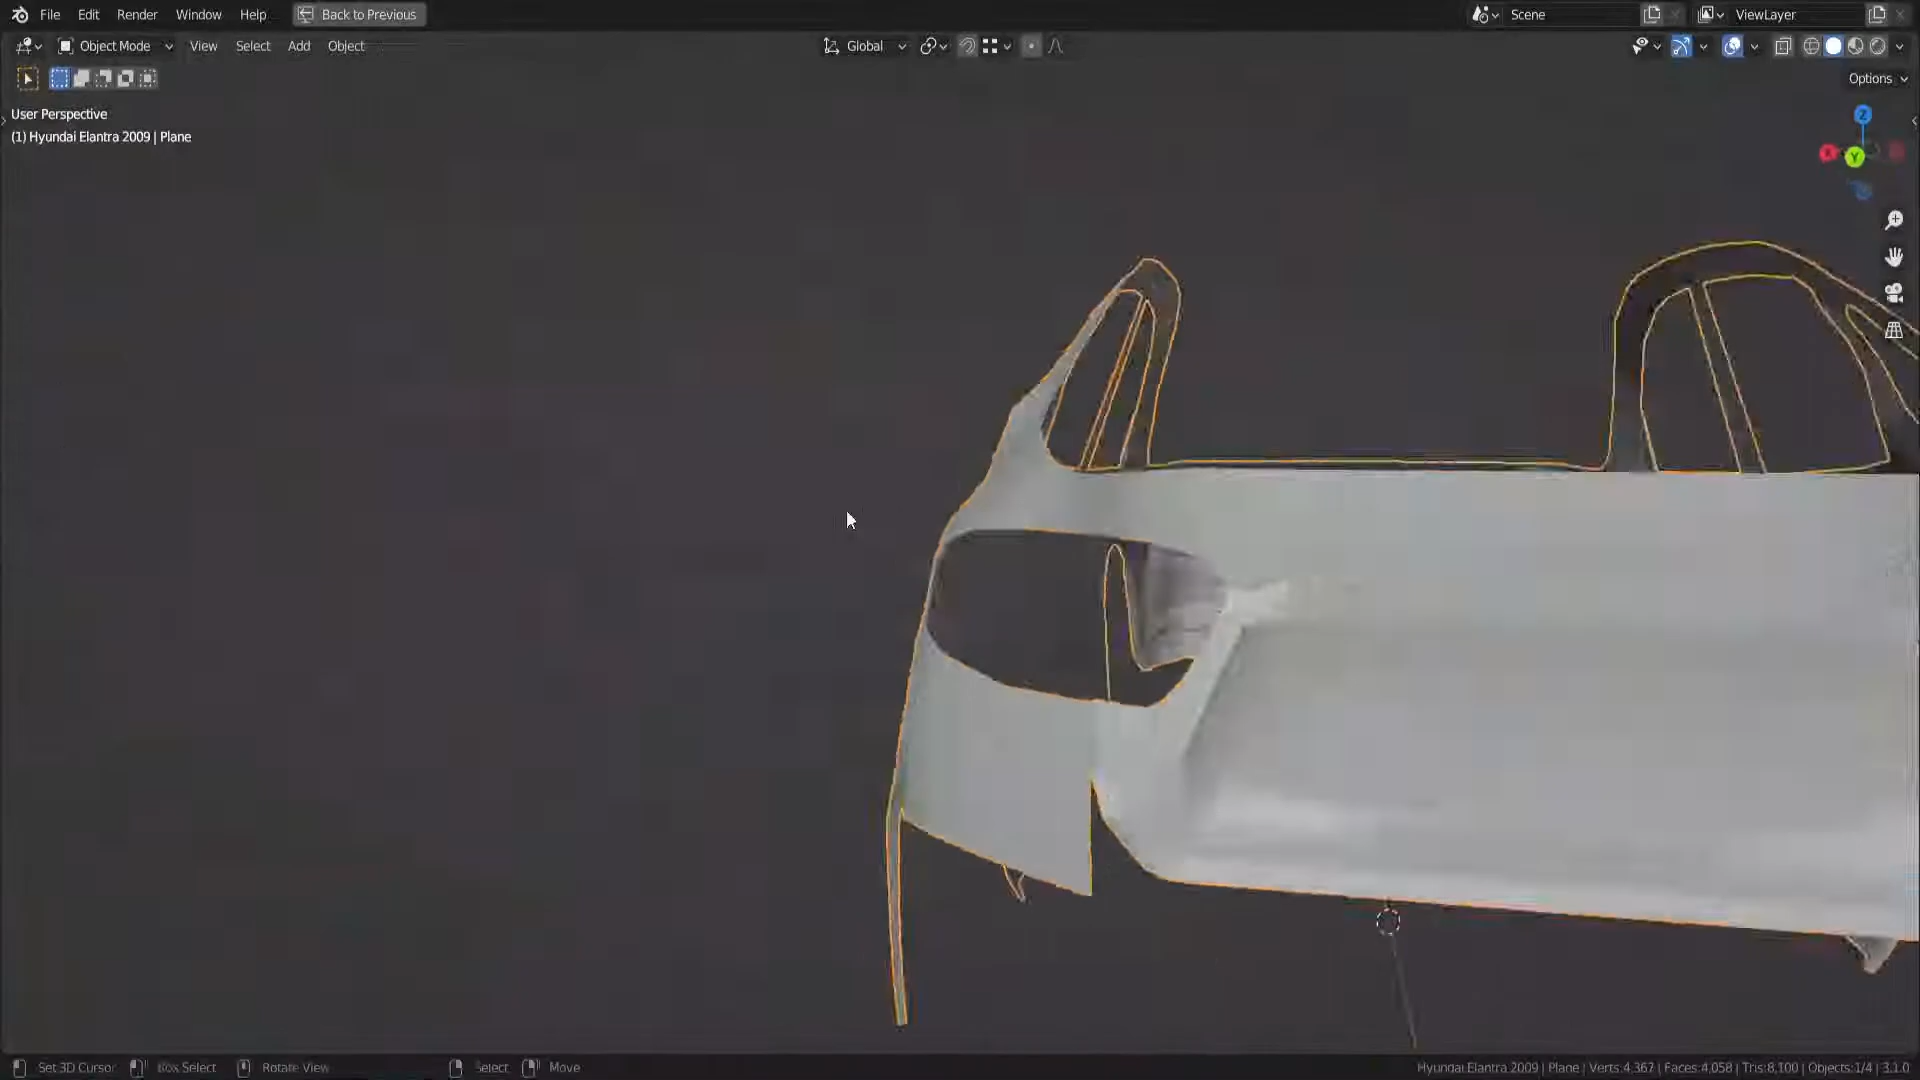 File Edit Render Window Help Back to Previous Scene ViewLayer
Object Mode View Select Add Object Global
Options
User Perspective
(1) Hyundai Elantra 2009 | Plane
Z
X Y
Set 3D Cursor Box Select Rotate View Select Move Hyundai Elantra 2009 | Plane | Verts:4,367 | Faces:4,058 | Tris:8,100 | Objects:1/4 | 3.1.0